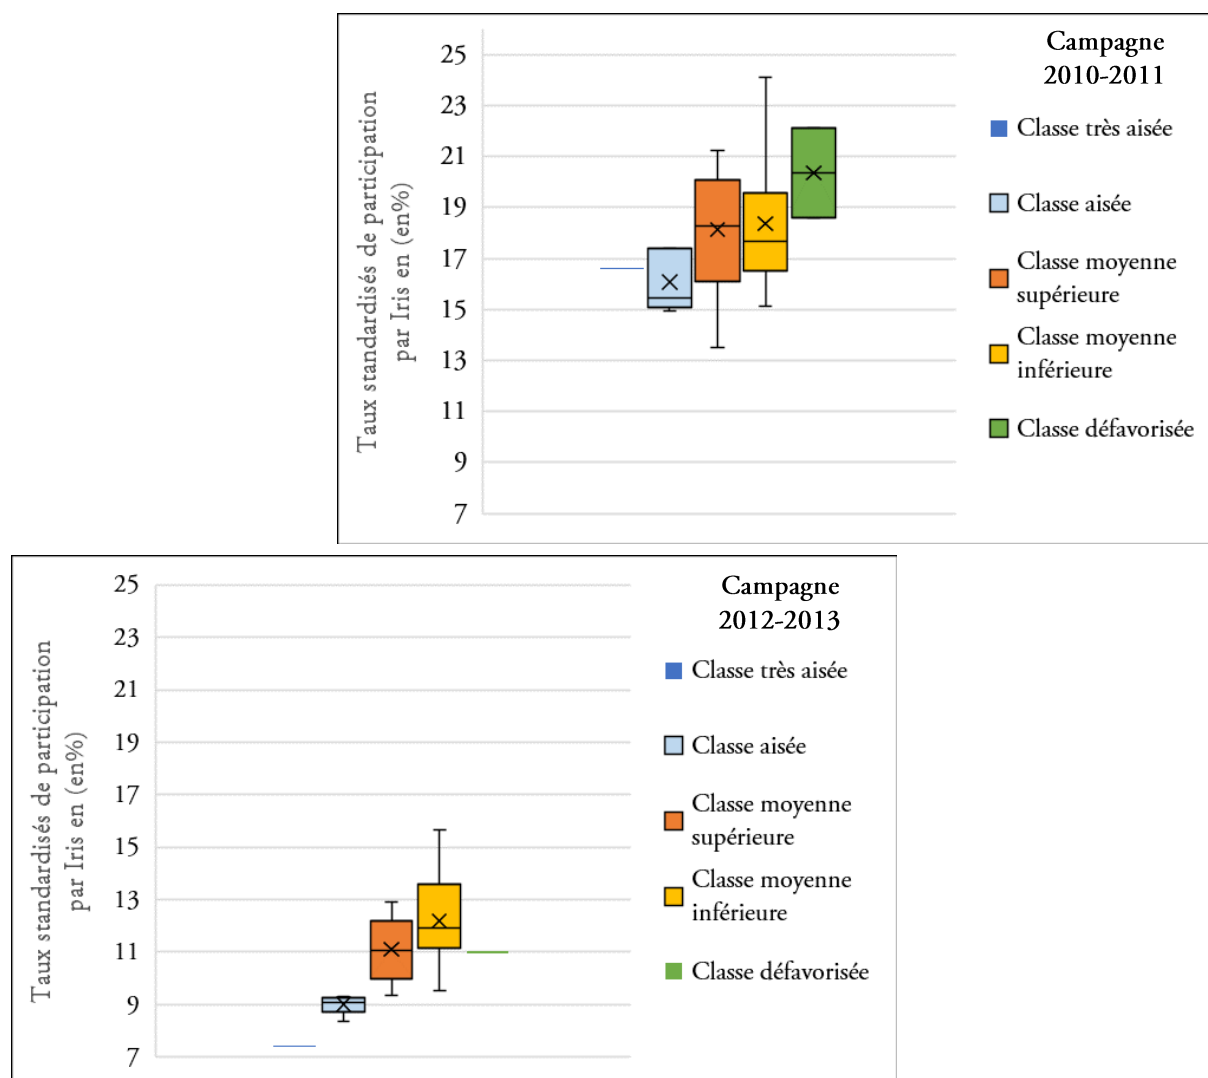 Campagne
2010-2011
Taux standardisés de participation
par Iris en (en%)
25
23
21
19
17
15
13
11
9
7
Classe très aisée
Classe aisée
Classe moyenne
supérieure
Classe moyenne
inférieure
Classe défavorisée
Campagne
2012-2013
Taux standardisés de participation
par Iris en (en%)
25
23
21
19
17
15
13
11
9
7
Classe très aisée
Classe aisée
Classe moyenne
supérieure
Classe moyenne
inférieure
Classe défavorisée